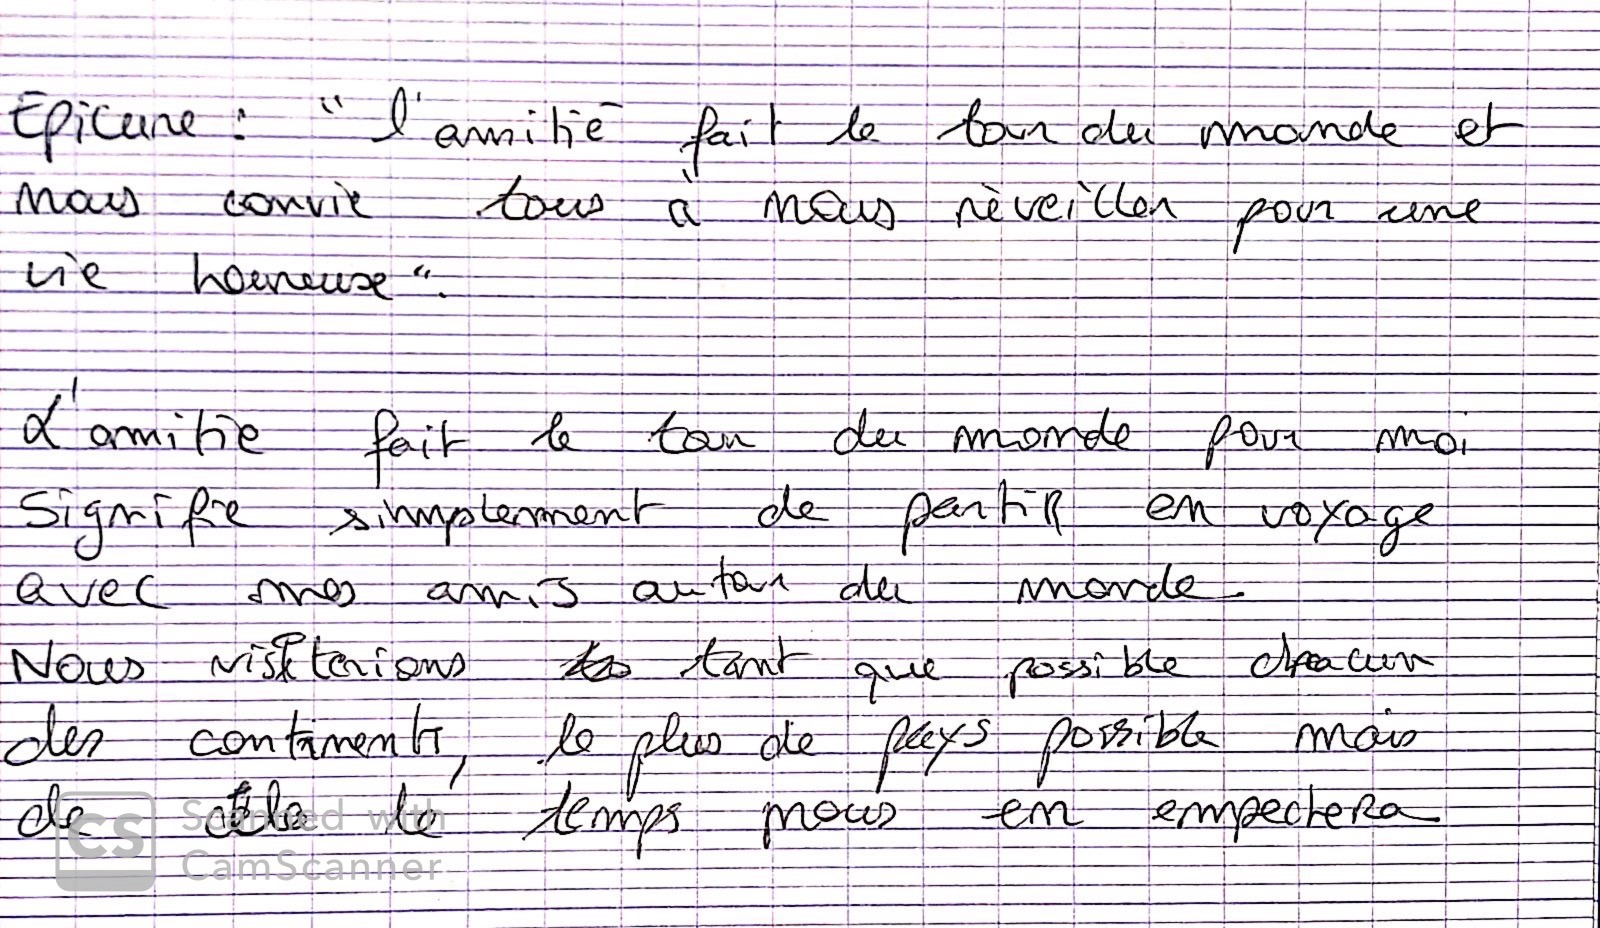 Epicure : " l'amitié fait le tour du monde et
nous convie tous à nous réveiller pour une
vie heureuse ".
L'amitié fait le tour du monde pour moi
signifie simplement de partir en voyage
avec mes amis autour du monde.
Nous visiterions tant que possible chacun
des continents, le plus de pays possible mais
de cela le temps nous en empechera
Scanned with
CS
CamScanner